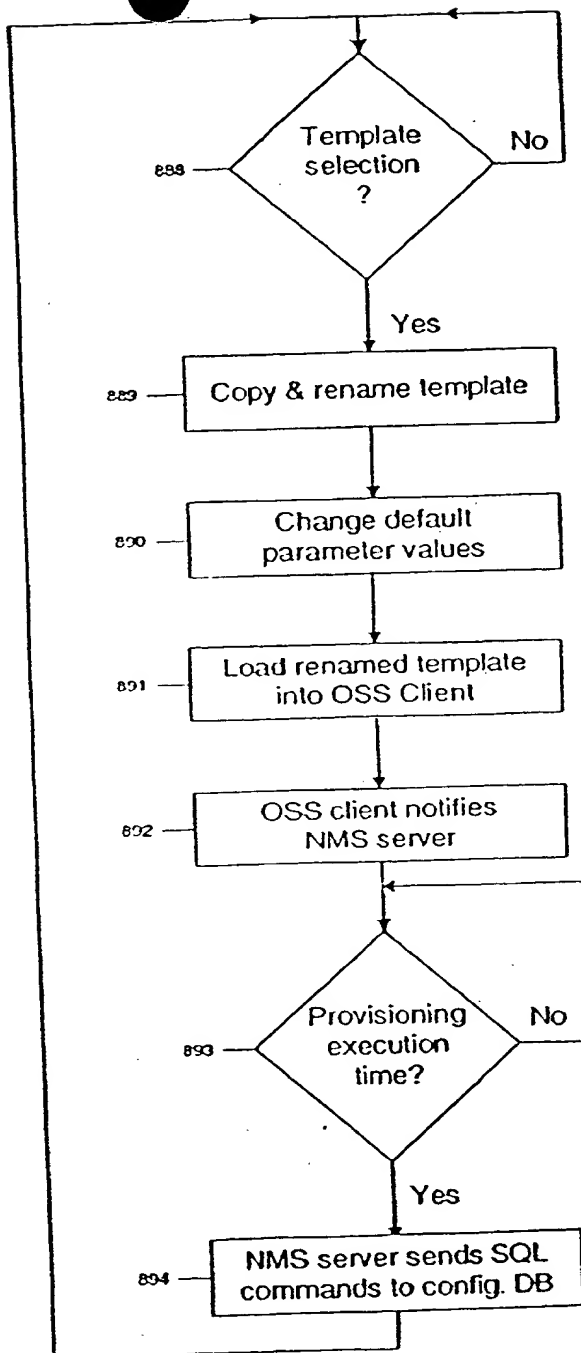 Template
selection
?
No
888
Yes
889
Copy & rename template
890
Change default
parameter values
891
Load renamed template
into OSS Client
892
OSS client notifies
NMS server
893
Provisioning
execution
time?
No
Yes
894
NMS server sends SQL
commands to config. DB